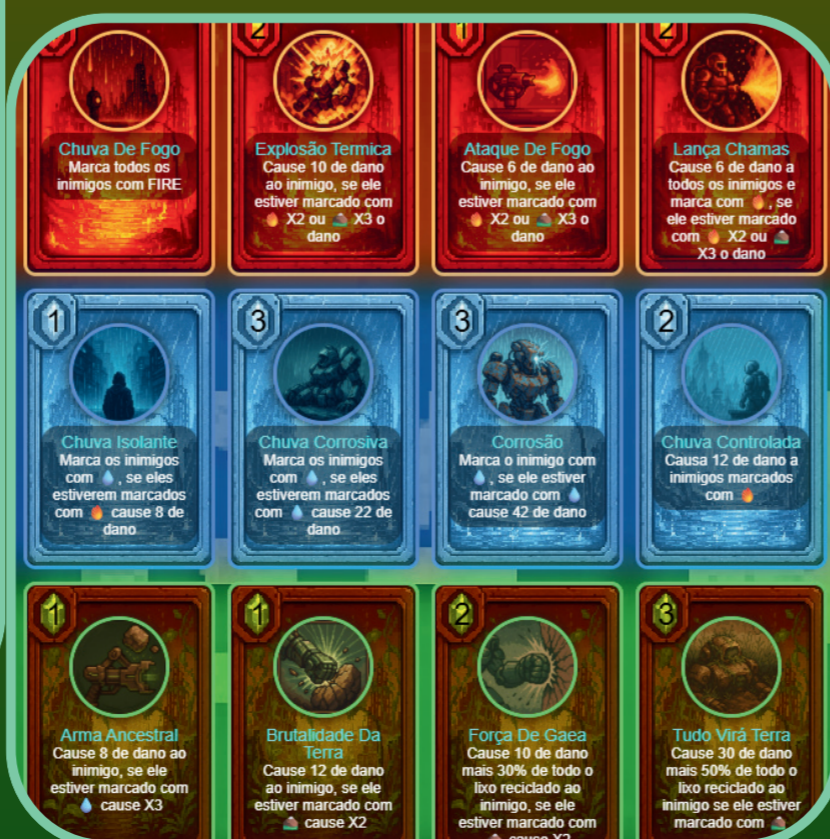 2
1
2
Chuva De Fogo
Marca todos os
inimigos com FIRE
Explosão Termica
Cause 10 de dano
ao inimigo, se ele
estiver marcado com
🔥 X2 ou X3 o
dano
Ataque De Fogo
Cause 6 de dano ao
inimigo, se ele
estiver marcado com
🔥 X2 ou X3 o
dano
Lança Chamas
Cause 6 de dano a
todos os inimigos e
marca com 🔥, se
ele estiver marcado
com 🔥 X2 ou
X3 o dano
1
Chuva Isolante
Marca os inimigos
com 💧, se eles
estiverem marcados
com 🔥 cause 8 de
dano
3
Chuva Corrosiva
Marca os inimigos
com 💧, se eles
estiverem marcados
com 💧 cause 22 de
dano
3
Corrosão
Marca o inimigo com
💧, se ele estiver
marcado com 💧
cause 42 de dano
2
Chuva Controlada
Causa 12 de dano a
inimigos marcados
com 🔥
1
Arma Ancestral
Cause 8 de dano ao
inimigo, se ele
estiver marcado com
💧 cause X3
1
Brutalidade Da
Terra
Cause 12 de dano
ao inimigo, se ele
estiver marcado com
cause X2
2
Força De Gaea
Cause 10 de dano
mais 30% de todo o
lixo reciclado ao
inimigo, se ele
estiver marcado com
cause X2
3
Tudo Virá Terra
Cause 30 de dano
mais 50% de todo o
lixo reciclado ao
inimigo se ele estiver
marcado com